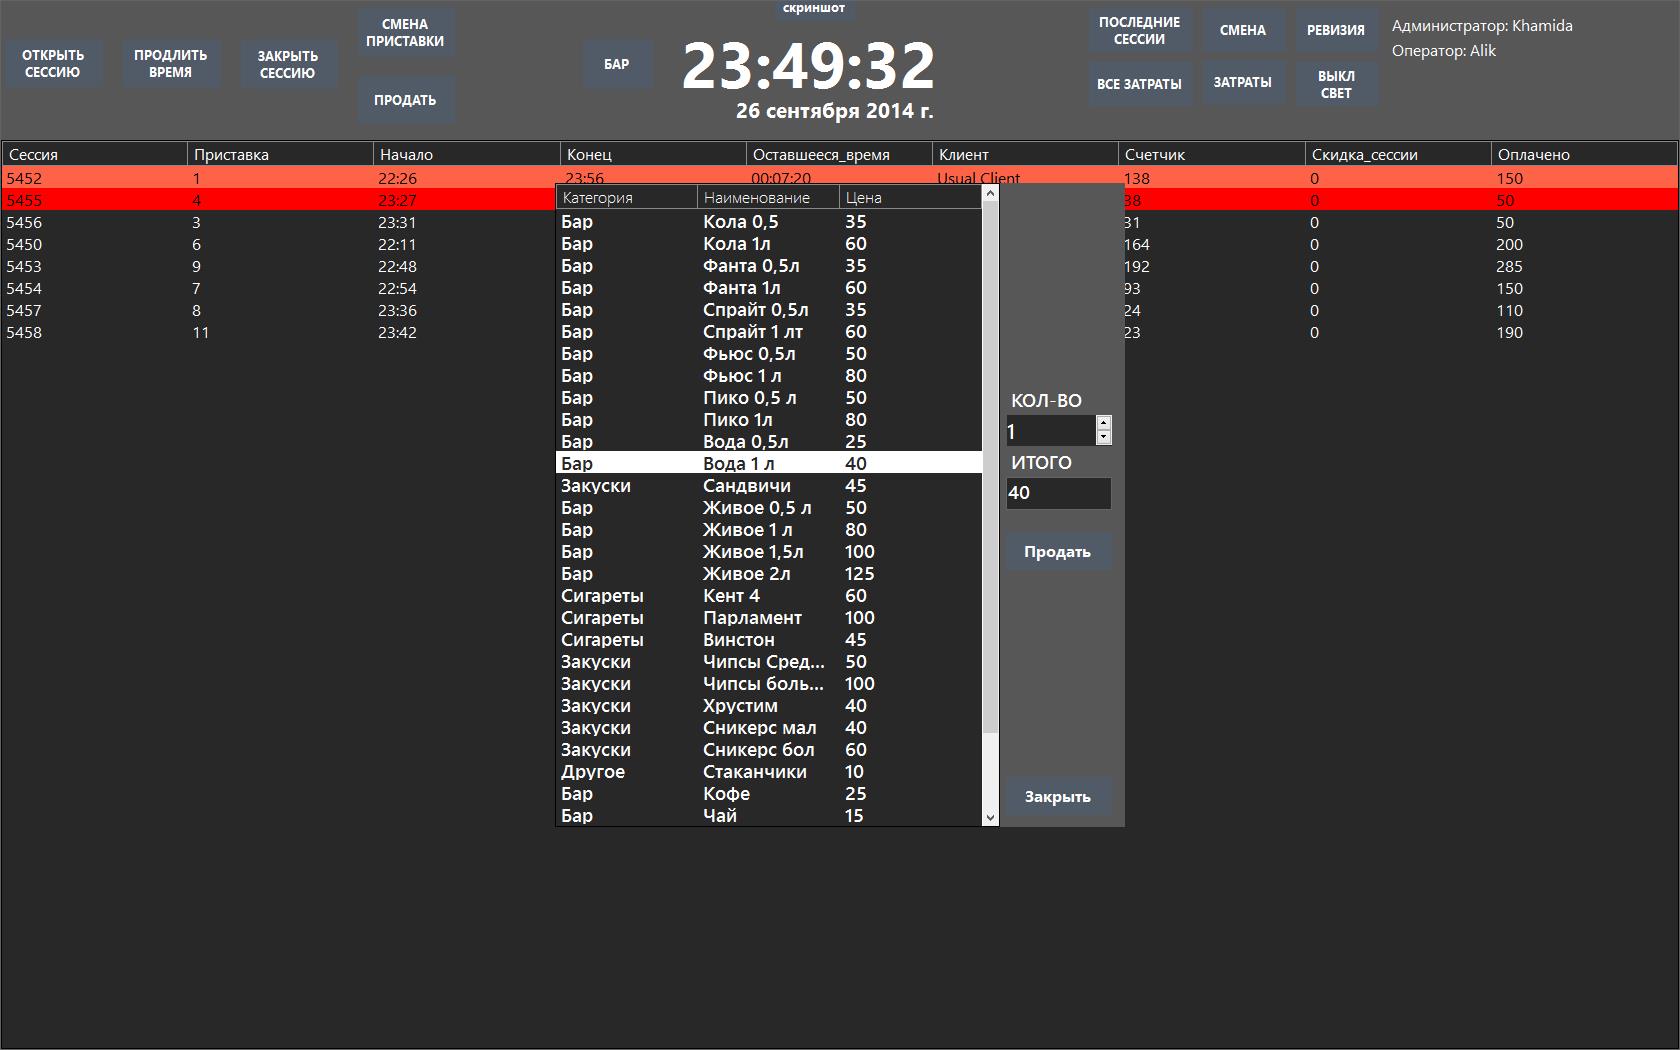 скриншот
ОТКРЫТЬ
СЕССИЮ
ПРОДЛИТЬ
ВРЕМЯ
ЗАКРЫТЬ
СЕССИЮ
СМЕНА
ПРИСТАВКИ
ПРОДАТЬ
БАР
23:49:32
26 сентября 2014 г.
ПОСЛЕДНИЕ
СЕССИИ
СМЕНА
РЕВИЗИЯ
ВСЕ ЗАТРАТЫ
ЗАТРАТЫ
ВЫКЛ
СВЕТ
Администратор: Khamida
Оператор: Alik
Сессия Приставка Начало Конец Оставшееся_время Клиент Счетчик Скидка_сессии Оплачено
5452 1 22:26 23:56 00:07:20 Usual Client 138 0 150
5455 4 23:27 38 0 50
5456 3 23:31 31 0 50
5450 6 22:11 164 0 200
5453 9 22:48 192 0 285
5454 7 22:54 93 0 150
5457 8 23:36 24 0 110
5458 11 23:42 23 0 190
Категория Наименование Цена
Бар Кола 0,5 35
Бар Кола 1л 60
Бар Фанта 0,5л 35
Бар Фанта 1л 60
Бар Спрайт 0,5л 35
Бар Спрайт 1 лт 60
Бар Фьюс 0,5л 50
Бар Фьюс 1 л 80
Бар Пико 0,5 л 50
Бар Пико 1л 80
Бар Вода 0,5л 25
Бар Вода 1 л 40
Закуски Сандвичи 45
Бар Живое 0,5 л 50
Бар Живое 1 л 80
Бар Живое 1,5л 100
Бар Живое 2л 125
Сигареты Кент 4 60
Сигареты Парламент 100
Сигареты Винстон 45
Закуски Чипсы Сред... 50
Закуски Чипсы боль... 100
Закуски Хрустим 40
Закуски Сникерс мал 40
Закуски Сникерс бол 60
Другое Стаканчики 10
Бар Кофе 25
Бар Чай 15
КОЛ-ВО
1
ИТОГО
40
Продать
Закрыть